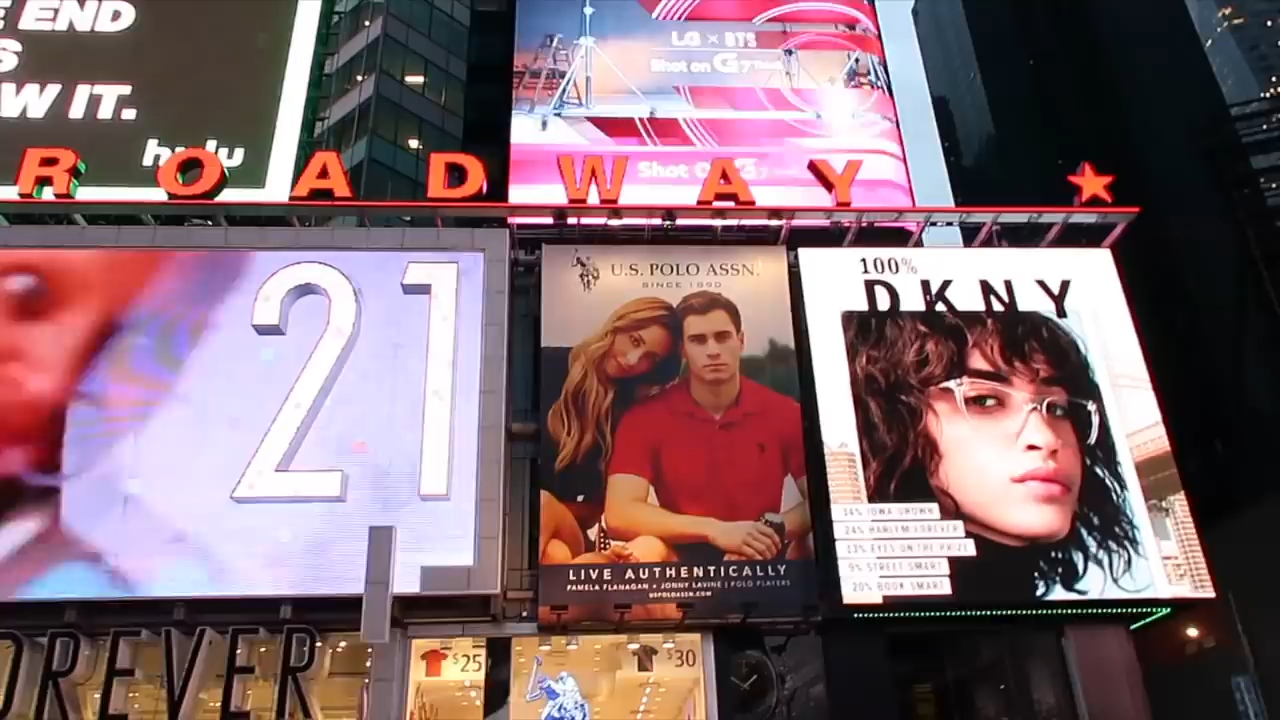 E END
S
W IT.
hulu
LG × BTS
Shot on G7
Shot
ROADWAY
21
U.S. POLO ASSN.
SINCE 1890
LIVE AUTHENTICALLY
PAMELA FLANAGAN + JONNY LAVINE | POLO PLAYERS
USPOLOASSN.COM
100%
DKNY
14% IOWA GROWN
24% HARLEM FOREVER
13% EYES ON THE PRIZE
9% STREET SMART
20% BOOK SMART
OREVER
$25
$30